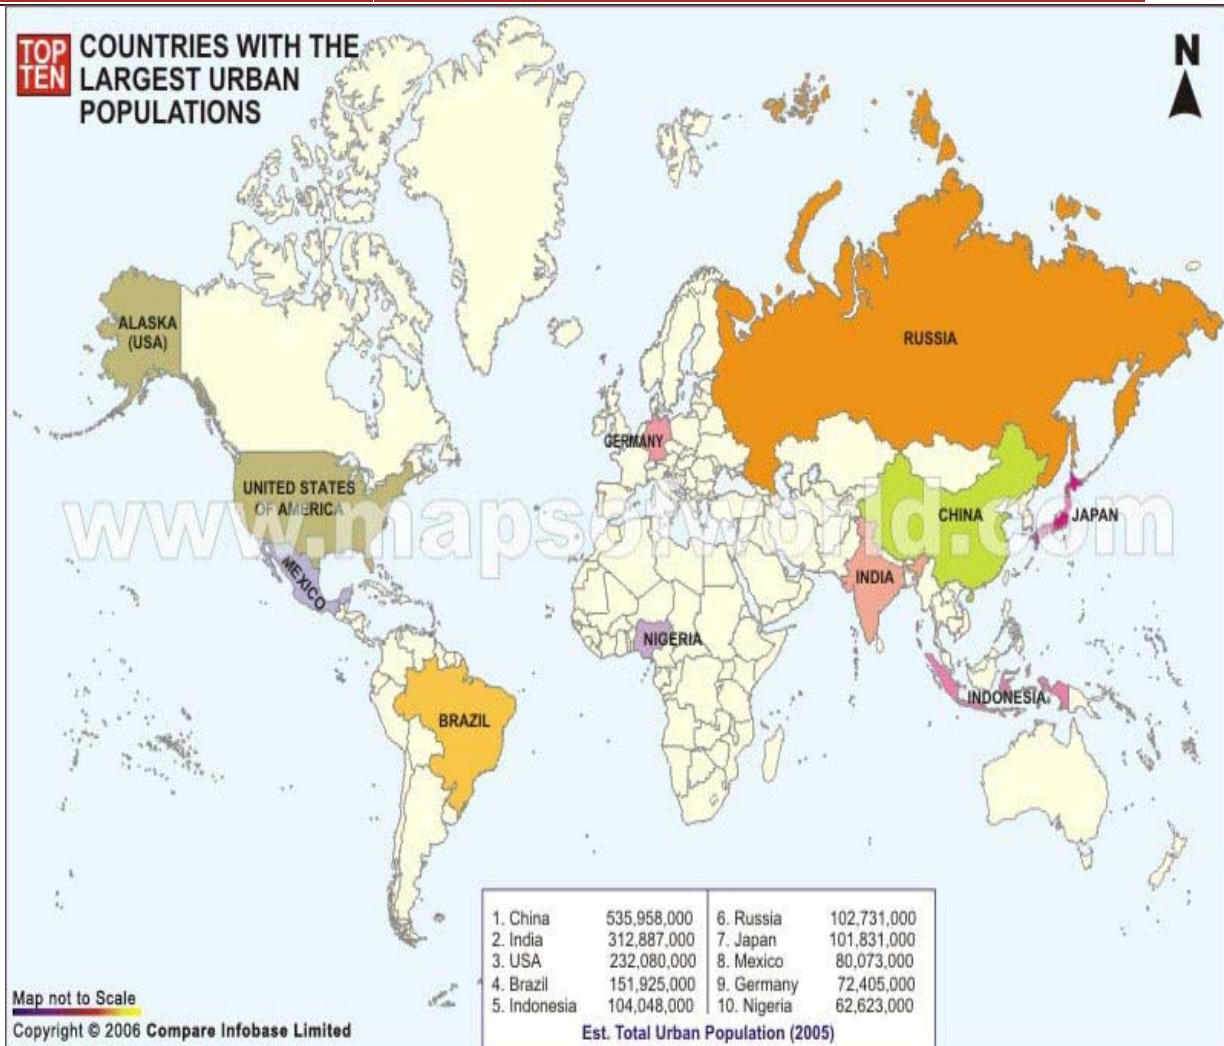 TOP
TEN
COUNTRIES WITH THE
LARGEST URBAN
POPULATIONS
N
ALASKA
(USA)
RUSSIA
GERMANY
UNITED STATES
OF AMERICA
www.mapsofworld.com
CHINA
JAPAN
MEXICO
INDIA
NIGERIA
INDONESIA
BRAZIL
1. China 535,958,000
2. India 312,887,000
3. USA 232,080,000
4. Brazil 151,925,000
5. Indonesia 104,048,000
6. Russia 102,731,000
7. Japan 101,831,000
8. Mexico 80,073,000
9. Germany 72,405,000
10. Nigeria 62,623,000
Est. Total Urban Population (2005)
Map not to Scale
Copyright © 2006 Compare Infobase Limited